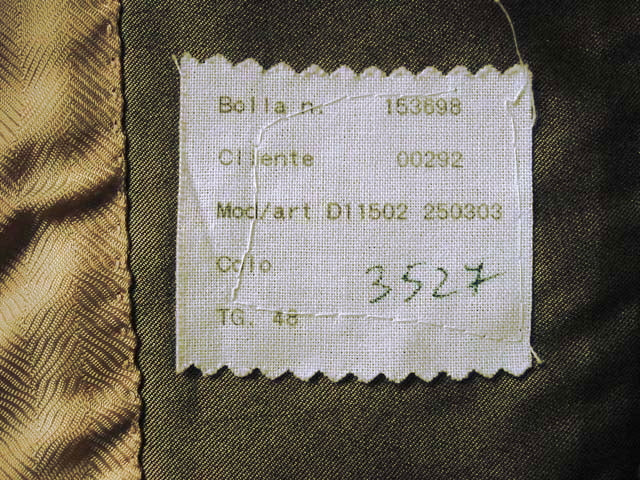 Bolla n. 153698
Cliente 00292
Mod/art D11502 250303
Colo
3527
TG. 48